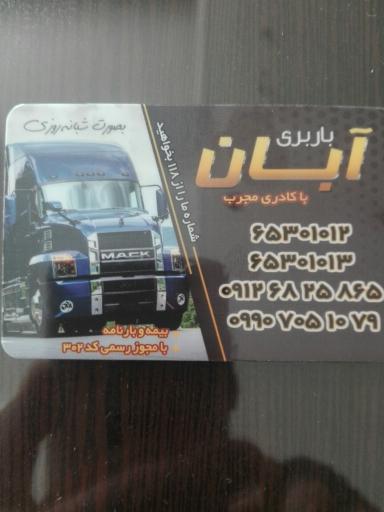 بصورت شبانه روزی
باربری
آبــان
با کادری مجرب
شماره ما را از ۱۱۸ بخواهید
۶۵۳۰۱۰۱۲
۶۵۳۰۱۰۱۳
۰۹۱۲ ۶۸ ۲۵ ۸۶۵
۰۹۹۰ ۷۰۵ ۱۰ ۷۹
MACK
بیمه و بارنامه
با مجوز رسمی کد ۳۰۲